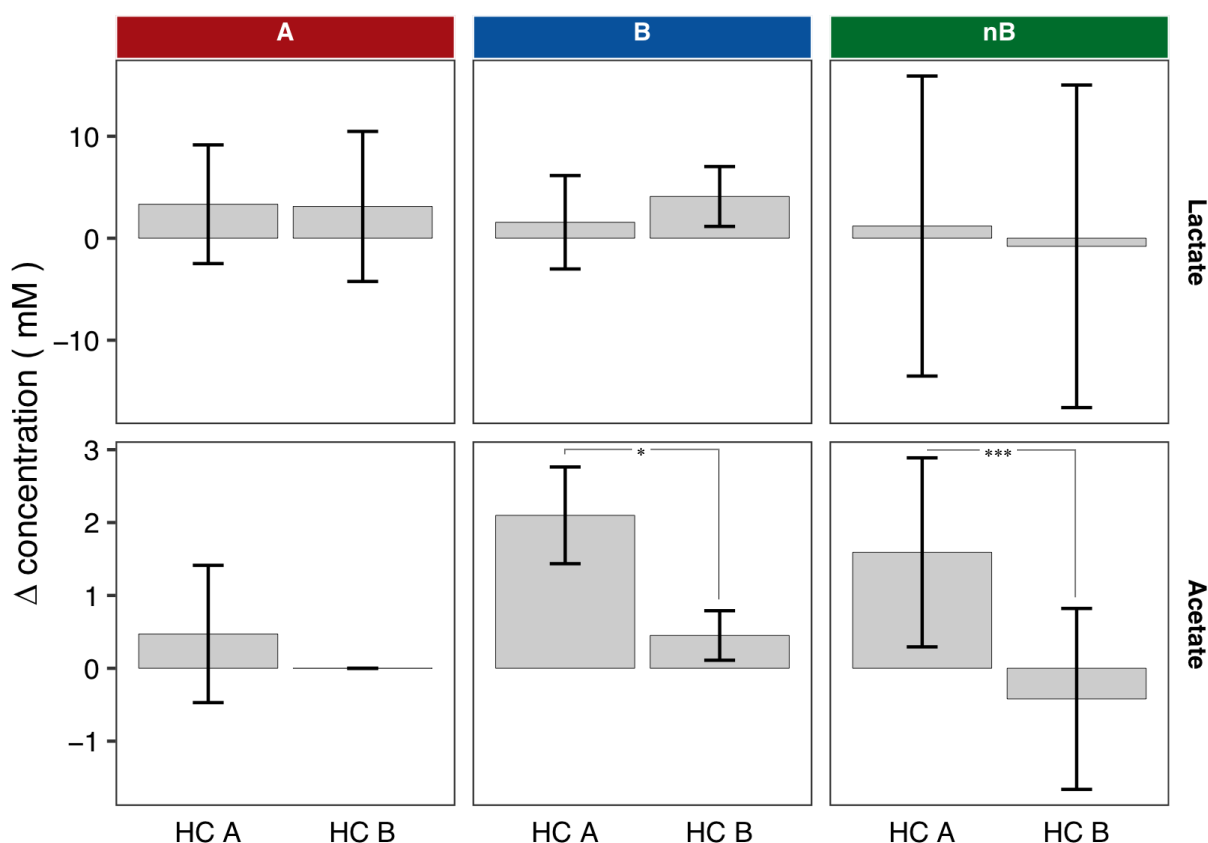 A B nB
10
0
−10
Lactate
Δ concentration ( mM )
* ***
3
2
1
0
−1
Acetate
HC A HC B HC A HC B HC A HC B